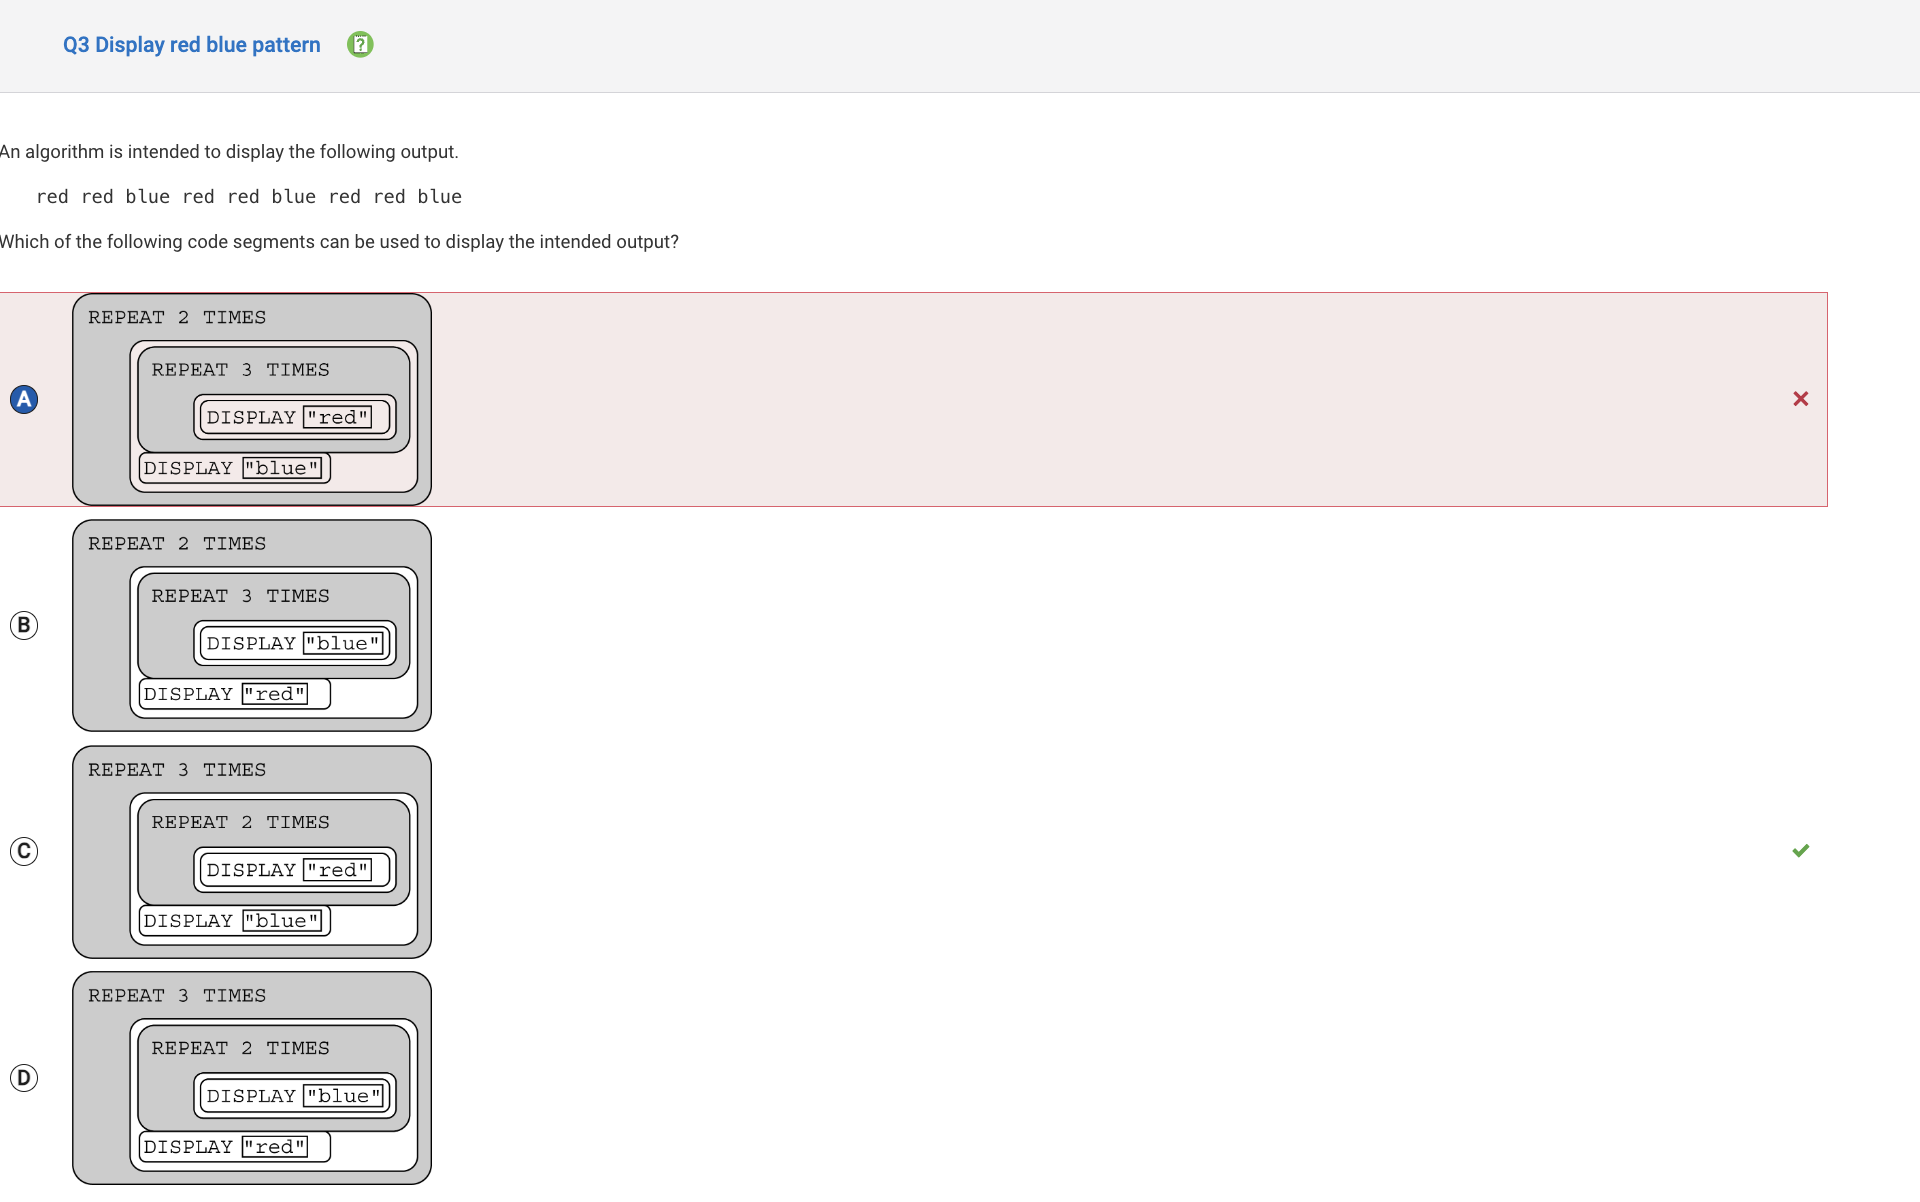 Q3 Display red blue pattern ?
An algorithm is intended to display the following output.
red red blue red red blue red red blue
Which of the following code segments can be used to display the intended output?
A
REPEAT 2 TIMES
REPEAT 3 TIMES
DISPLAY "red"
DISPLAY "blue"
B
REPEAT 2 TIMES
REPEAT 3 TIMES
DISPLAY "blue"
DISPLAY "red"
C
REPEAT 3 TIMES
REPEAT 2 TIMES
DISPLAY "red"
DISPLAY "blue"
D
REPEAT 3 TIMES
REPEAT 2 TIMES
DISPLAY "blue"
DISPLAY "red"